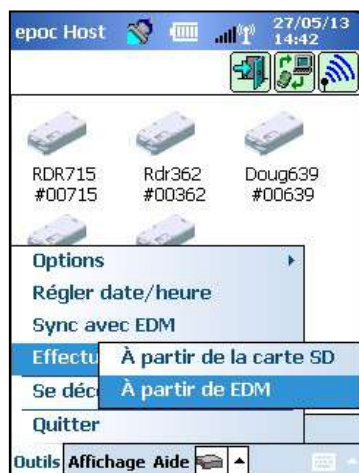 epoc Host
27/05/13
14:42
RDR715 Rdr362 Doug639
#00715 #00362 #00639
Options
Régler date/heure
Sync avec EDM
Effectu
À partir de la carte SD
Se déc
À partir de EDM
Quitter
Outils Affichage Aide